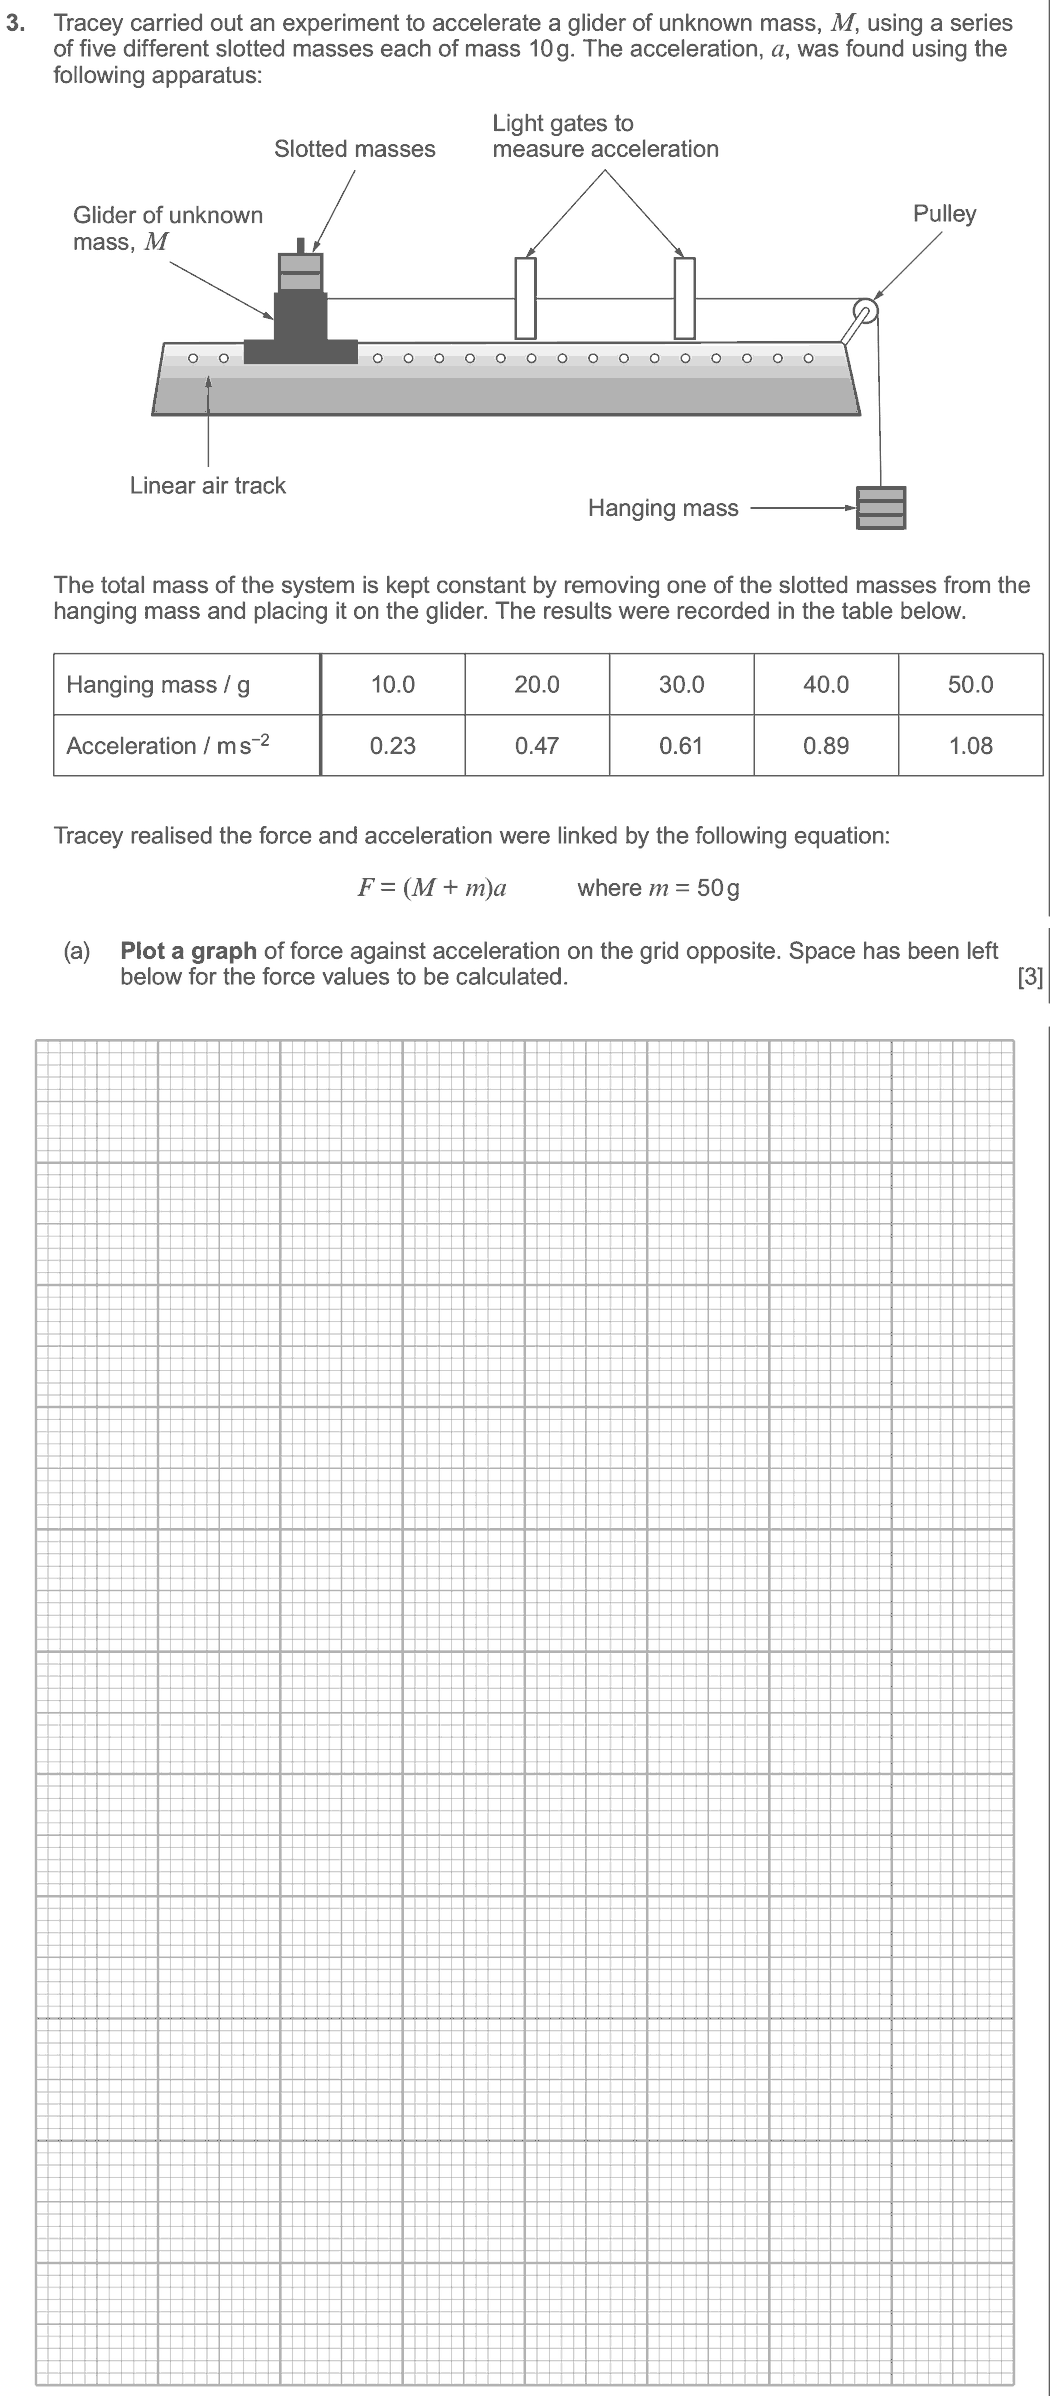 3. Tracey carried out an experiment to accelerate a glider of unknown mass, M, using a series
of five different slotted masses each of mass 10g. The acceleration, a, was found using the
following apparatus:
Light gates to
measure acceleration
Slotted masses
Glider of unknown
mass, M
Pulley
Linear air track
Hanging mass
The total mass of the system is kept constant by removing one of the slotted masses from the
hanging mass and placing it on the glider. The results were recorded in the table below.
Hanging mass / g 10.0 20.0 30.0 40.0 50.0
Acceleration / m s⁻² 0.23 0.47 0.61 0.89 1.08
Tracey realised the force and acceleration were linked by the following equation:
F = (M + m)a where m = 50g
(a) Plot a graph of force against acceleration on the grid opposite. Space has been left
below for the force values to be calculated. [3]